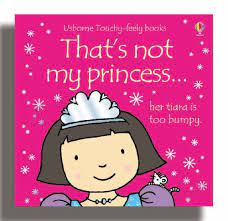 Usborne Touchy-feely books
That's not
my princess...
her tiara is
too bumpy.